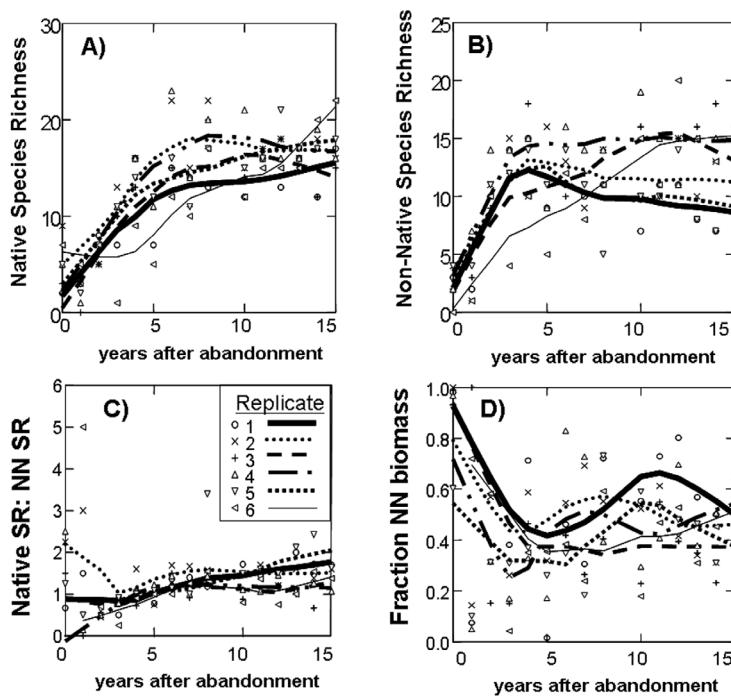 A)
Native Species Richness
30
20
10
0
0 5 10 15
years after abandonment
B)
Non-Native Species Richness
25
20
15
10
5
0
0 5 10 15
years after abandonment
C)
Native SR: NN SR
6
5
4
3
2
1
0
0 5 10 15
years after abandonment
Replicate
1
2
3
4
5
6
D)
Fraction NN biomass
1.0
0.8
0.6
0.4
0.2
0.0
0 5 10 15
years after abandonment